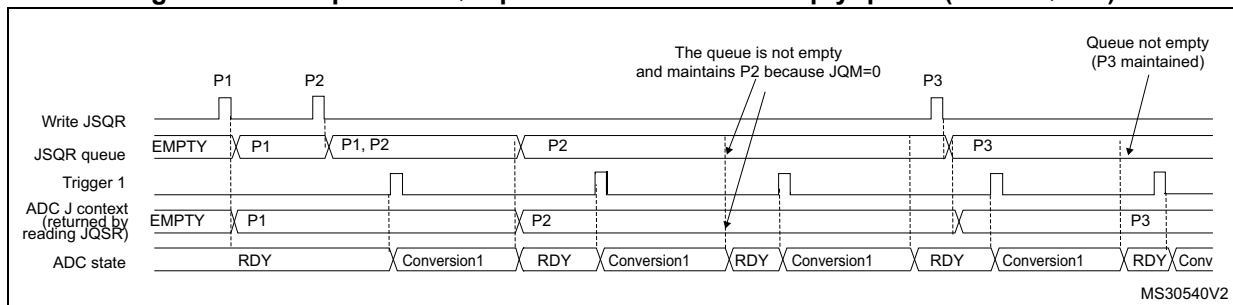 The queue is not empty
and maintains P2 because JQM=0
Queue not empty
(P3 maintained)
P1
P2
P3
Write JSQR
JSQR queue
EMPTY
P1
P1, P2
P2
P3
Trigger 1
ADC J context
(returned by
reading JQSR)
EMPTY
P1
P2
P3
ADC state
RDY
Conversion1
RDY
Conversion1
RDY
Conversion1
RDY
Conversion1
RDY
Conv
MS30540V2